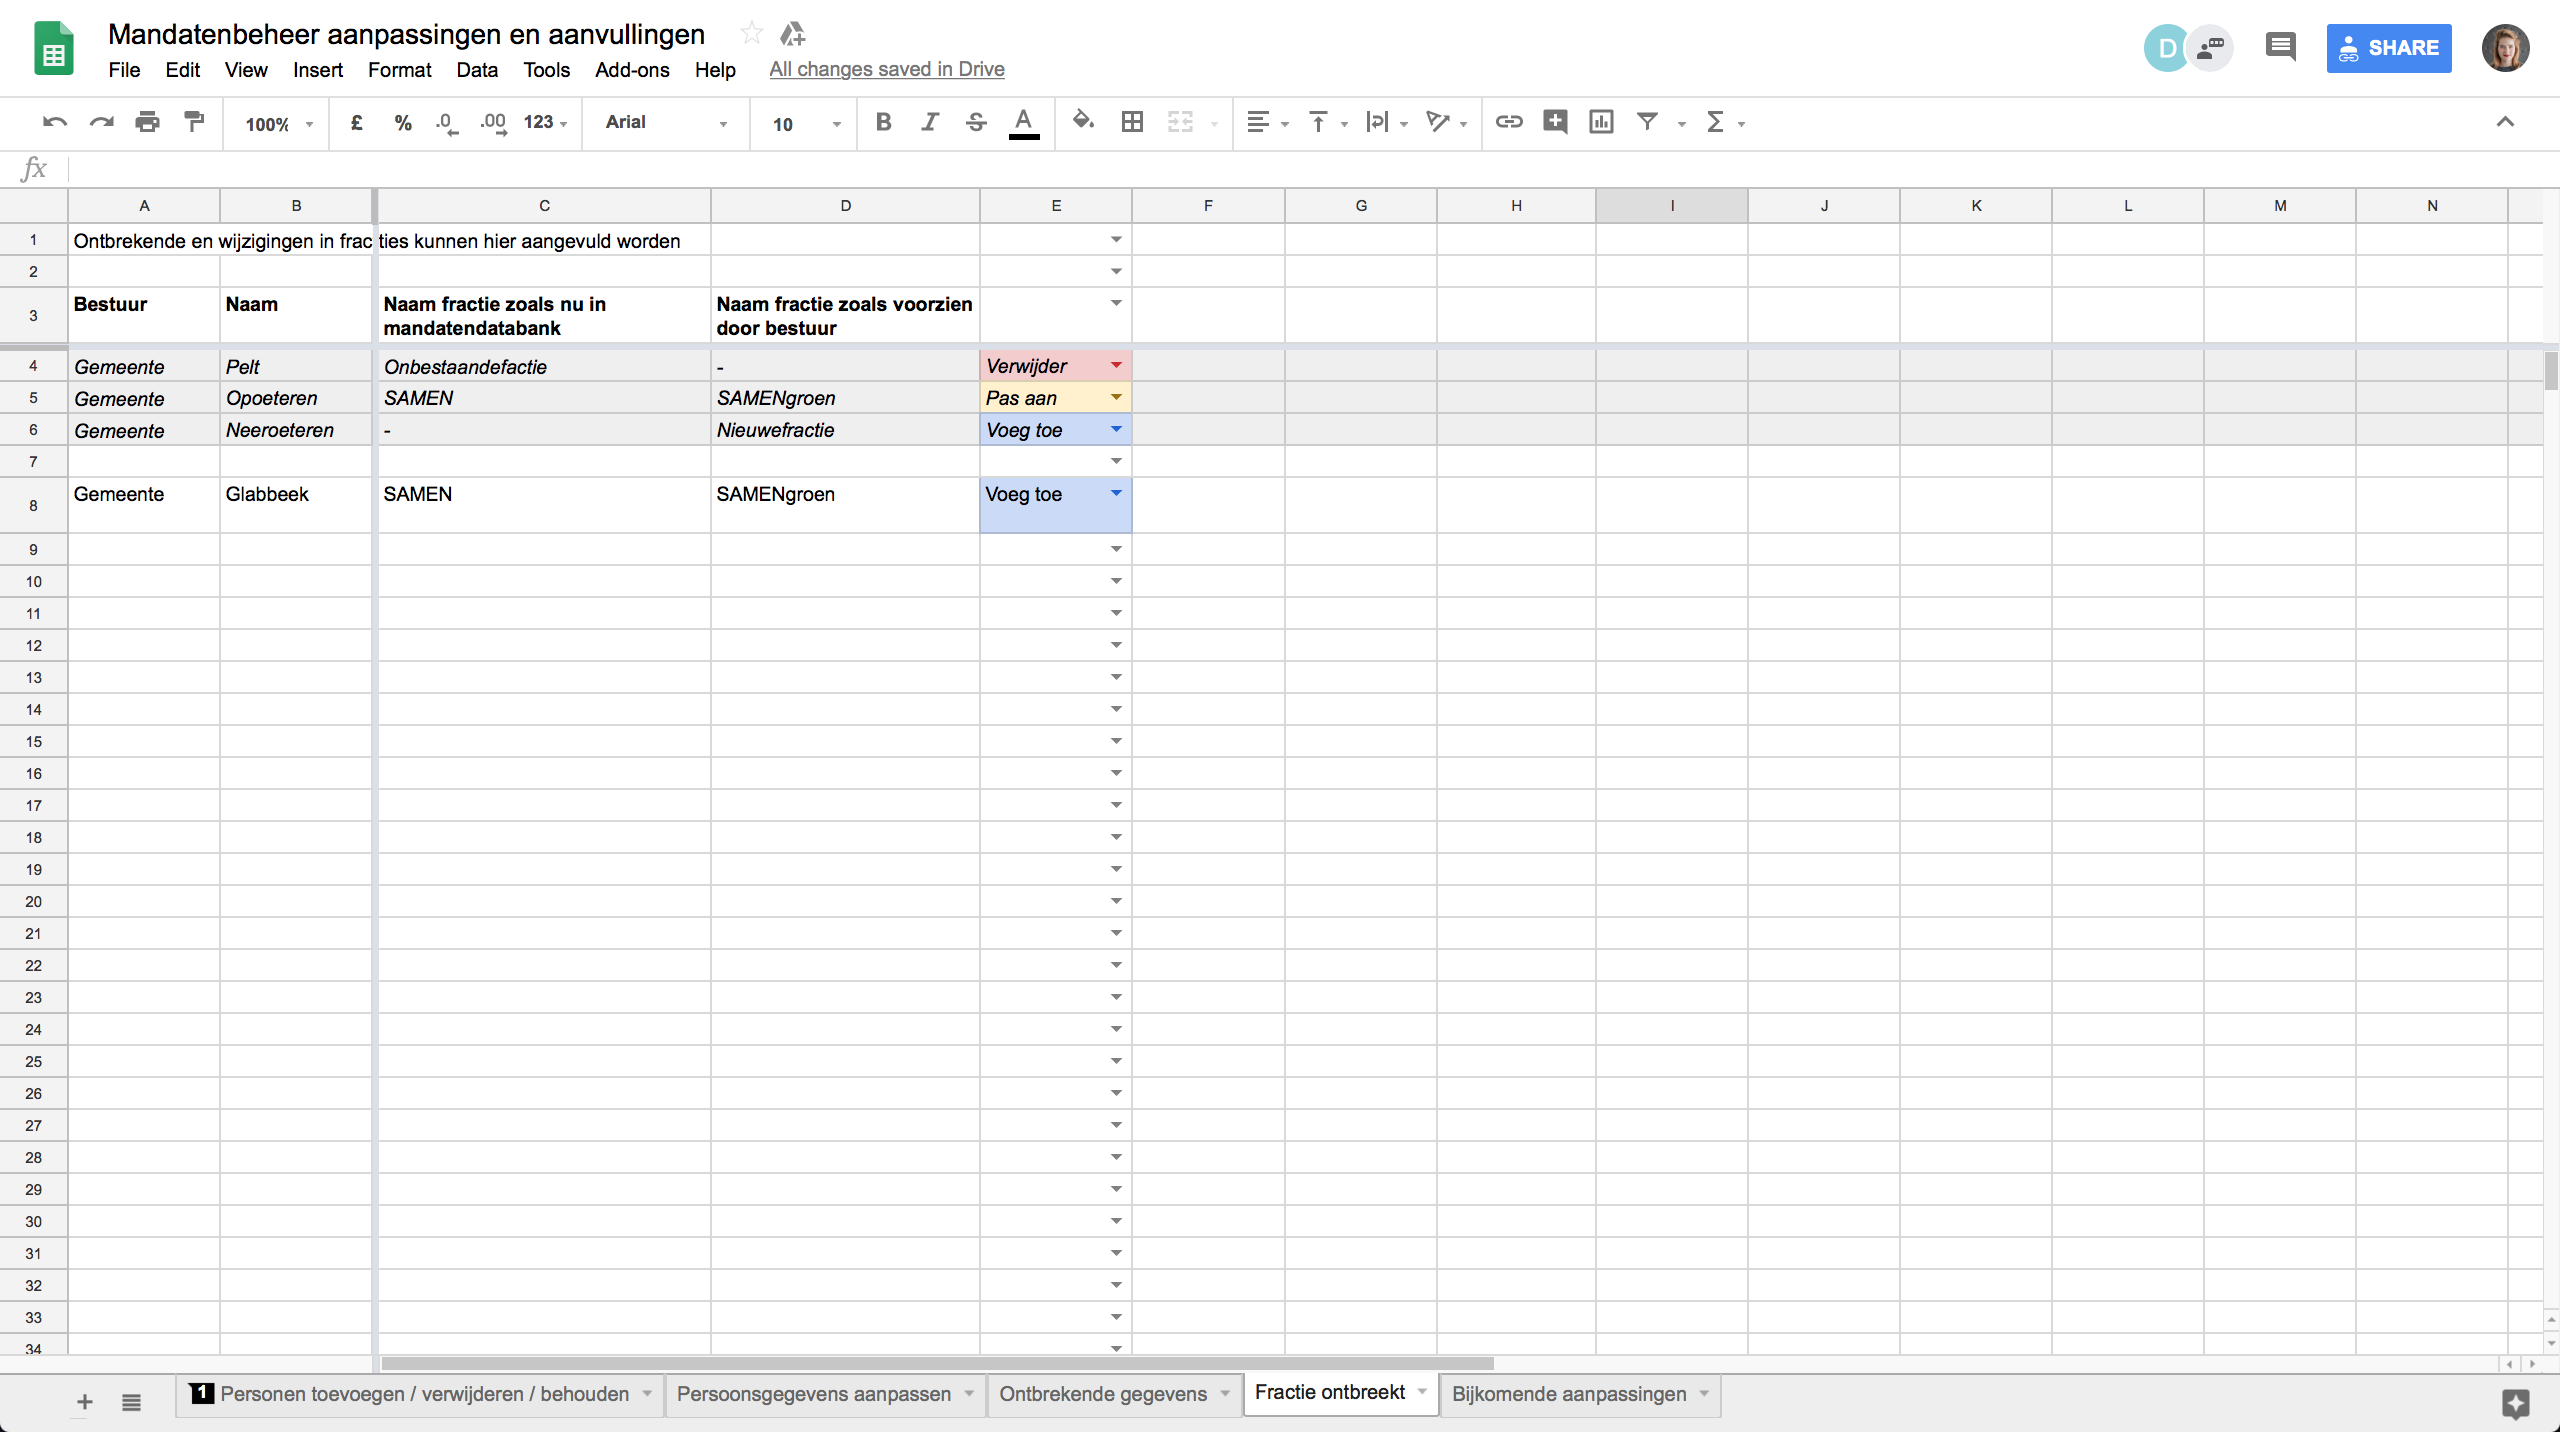 Mandatenbeheer aanpassingen en aanvullingen
File Edit View Insert Format Data Tools Add-ons Help All changes saved in Drive
D
SHARE
100% £ % .0 .00 123 Arial 10 B I S A Σ
fx
A B C D E F G H I J K L M N
1 Ontbrekende en wijzigingen in fracties kunnen hier aangevuld worden
2
3 Bestuur Naam Naam fractie zoals nu in mandatendatabank Naam fractie zoals voorzien door bestuur
4 Gemeente Pelt Onbestaandefactie - Verwijder
5 Gemeente Opoeteren SAMEN SAMENgroen Pas aan
6 Gemeente Neeroeteren - Nieuwefractie Voeg toe
7
8 Gemeente Glabbeek SAMEN SAMENgroen Voeg toe
9
10
11
12
13
14
15
16
17
18
19
20
21
22
23
24
25
26
27
28
29
30
31
32
33
34
1 Personen toevoegen / verwijderen / behouden Persoonsgegevens aanpassen Ontbrekende gegevens Fractie ontbreekt Bijkomende aanpassingen